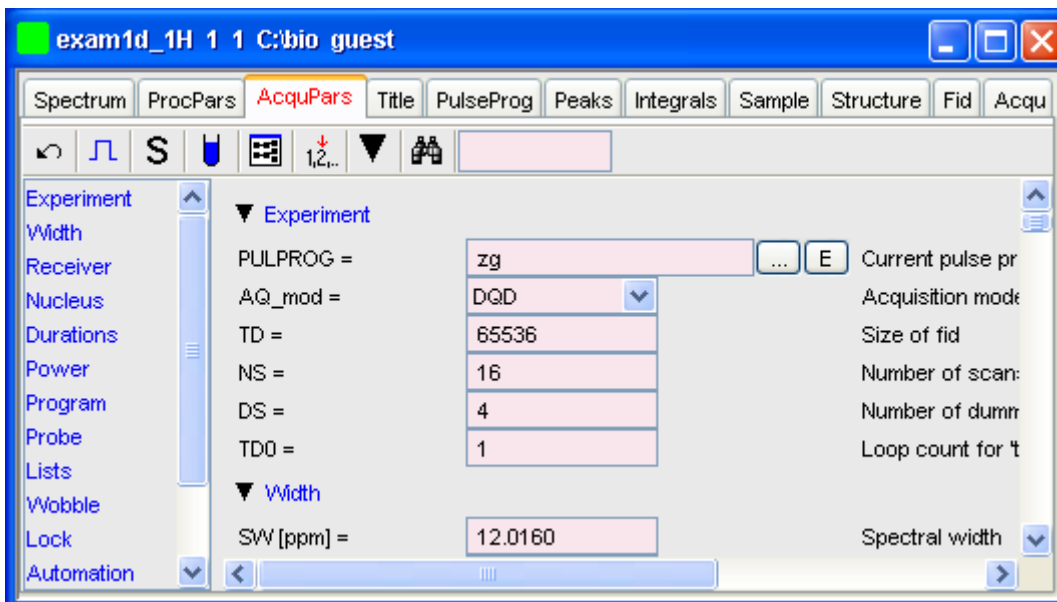 exam1d_1H 1 1 C:\bio guest
Spectrum ProcPars AcquPars Title PulseProg Peaks Integrals Sample Structure Fid Acqu
S 1,2,..
Experiment
Width
Receiver
Nucleus
Durations
Power
Program
Probe
Lists
Wobble
Lock
Automation
▼ Experiment
PULPROG = zg ... E Current pulse pr
AQ_mod = DQD Acquisition mode
TD = 65536 Size of fid
NS = 16 Number of scans
DS = 4 Number of dumm
TD0 = 1 Loop count for 't
▼ Width
SW [ppm] = 12.0160 Spectral width